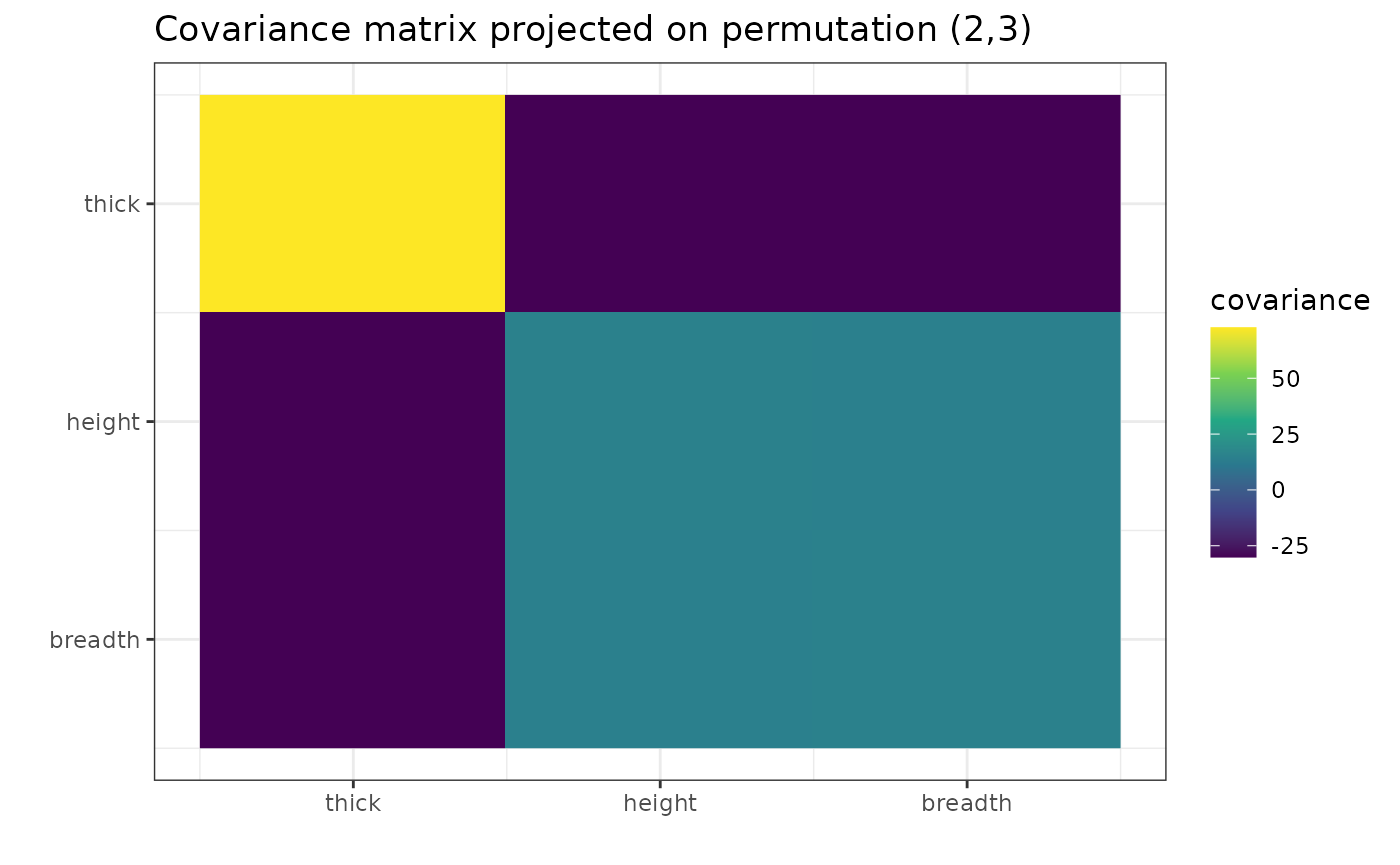 Covariance matrix projected on permutation (2,3)
thick
height
breadth
thick
height
breadth
covariance
50
25
0
-25